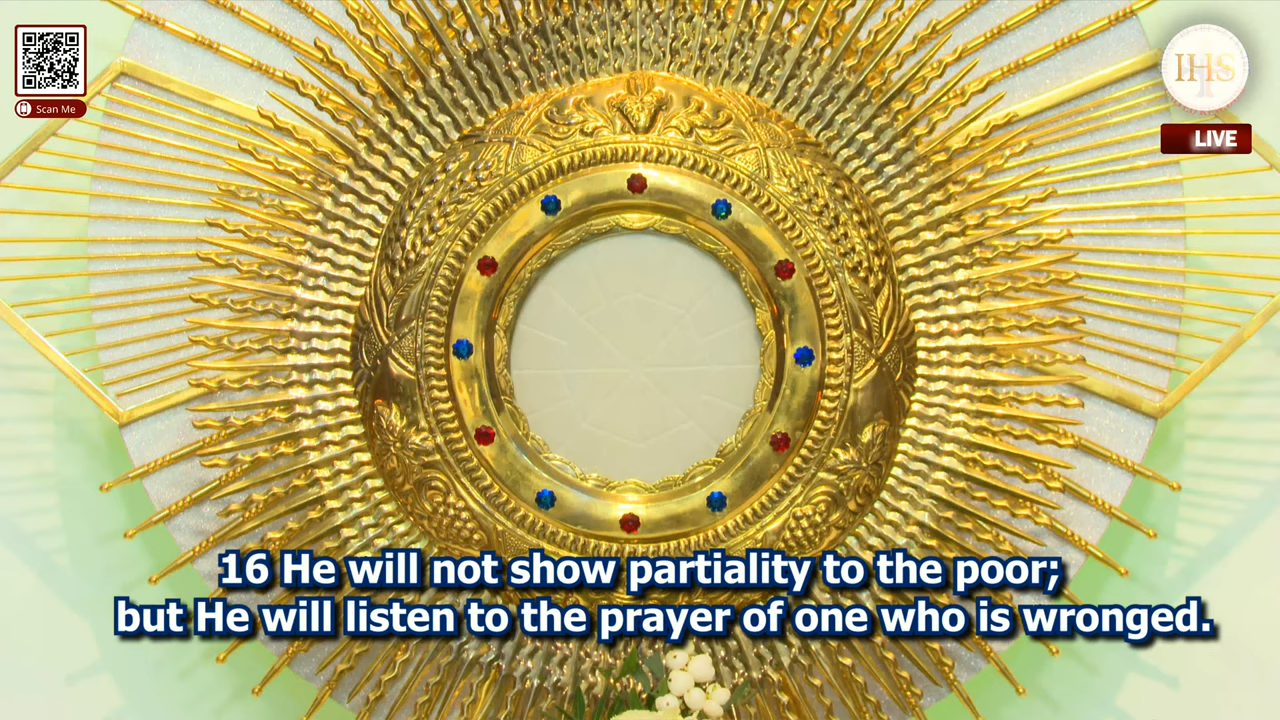 Scan Me
IHS
LIVE
16 He will not show partiality to the poor;
but He will listen to the prayer of one who is wronged.